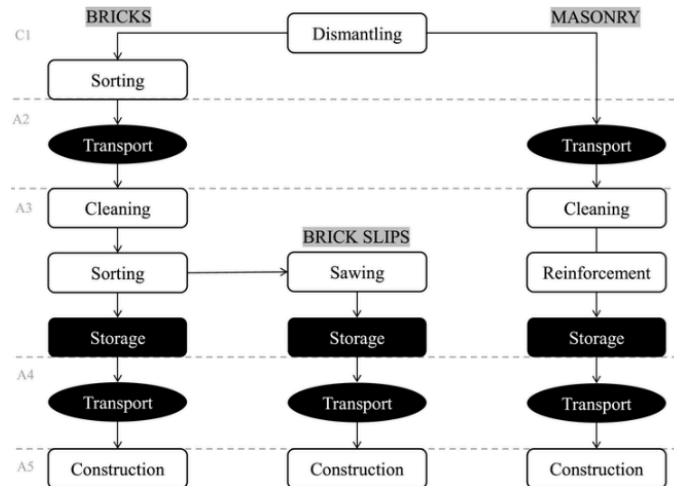 BRICKS
MASONRY
C1
Dismantling
Sorting
A2
Transport
Transport
A3
Cleaning
Cleaning
BRICK SLIPS
Sorting
Sawing
Reinforcement
Storage
Storage
Storage
A4
Transport
Transport
Transport
A5
Construction
Construction
Construction